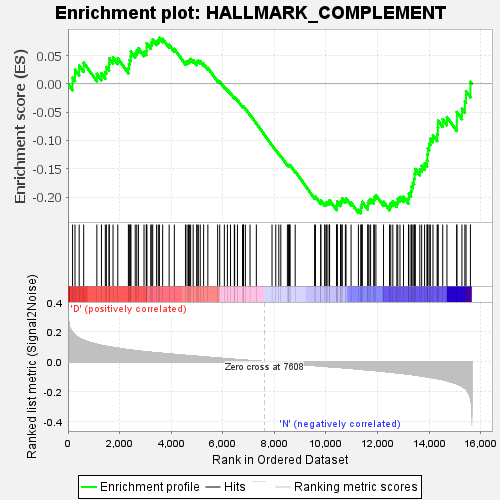 Enrichment plot: HALLMARK_COMPLEMENT
Enrichment score (ES)
0.05
0.00
-0.05
-0.10
-0.15
-0.20
'D' (positively correlated)
Ranked list metric (Signal2Noise)
0.4
0.2
0.0
-0.2
-0.4
Zero cross at 7608
'N' (negatively correlated)
0
2,000
4,000
6,000
8,000
10,000
12,000
14,000
16,000
Rank in Ordered Dataset
Enrichment profile
Hits
Ranking metric scores